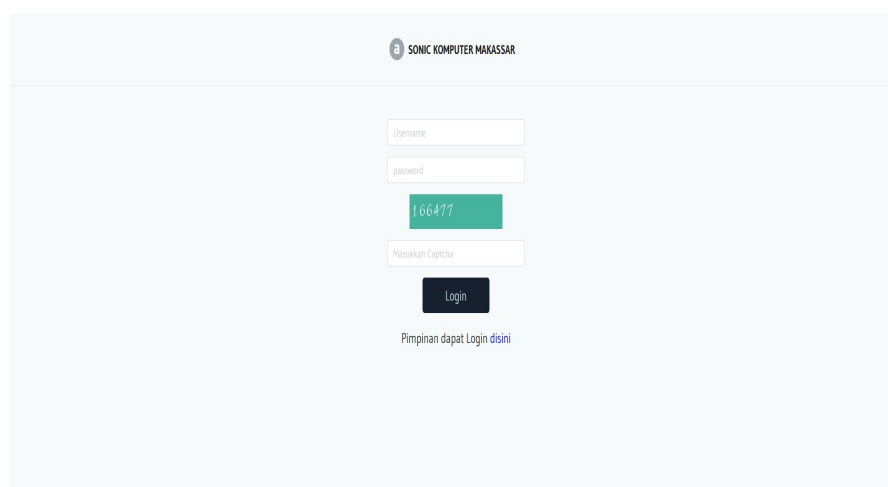 a SONIC KOMPUTER MAKASSAR
Username
password
166477
Masukkan Captcha
Login
Pimpinan dapat Login disini